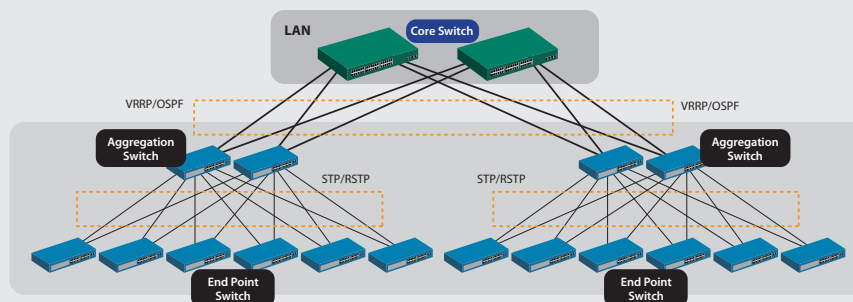 LAN
Core Switch
VRRP/OSPF
VRRP/OSPF
Aggregation
Switch
Aggregation
Switch
STP/RSTP
STP/RSTP
End Point
Switch
End Point
Switch